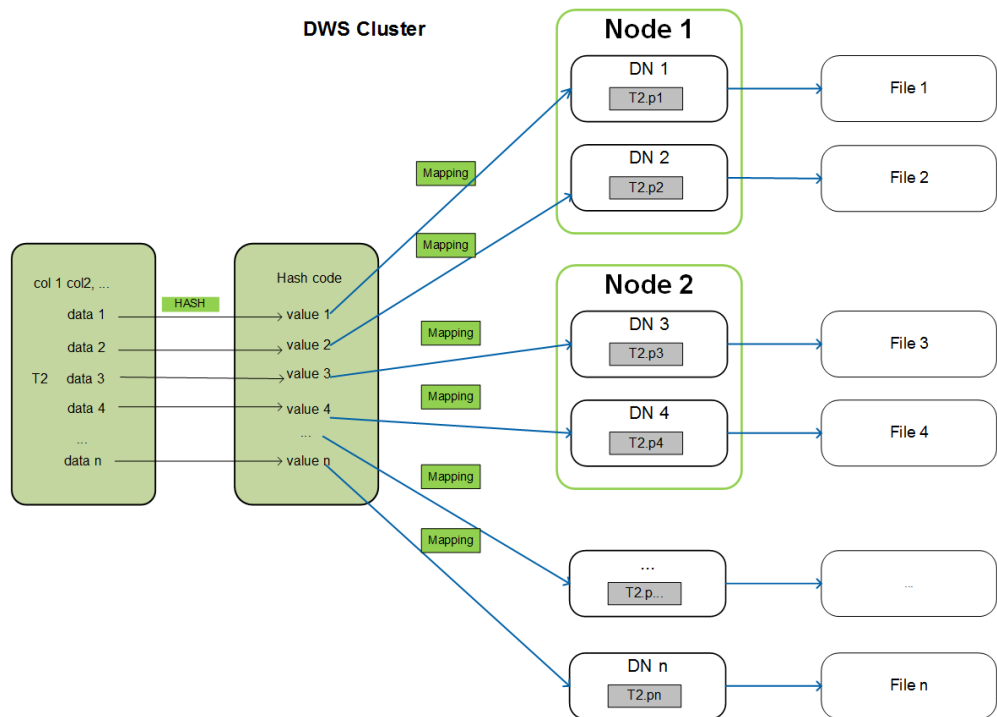 DWS Cluster
col 1 col2, ...
data 1
data 2
T2 data 3
data 4
...
data n
HASH
Hash code
value 1
value 2
value 3
value 4
...
value n
Mapping
Mapping
Mapping
Mapping
Mapping
Mapping
Node 1
DN 1
T2.p1
File 1
DN 2
T2.p2
File 2
Node 2
DN 3
T2.p3
File 3
DN 4
T2.p4
File 4
...
T2.p...
...
DN n
T2.pn
File n